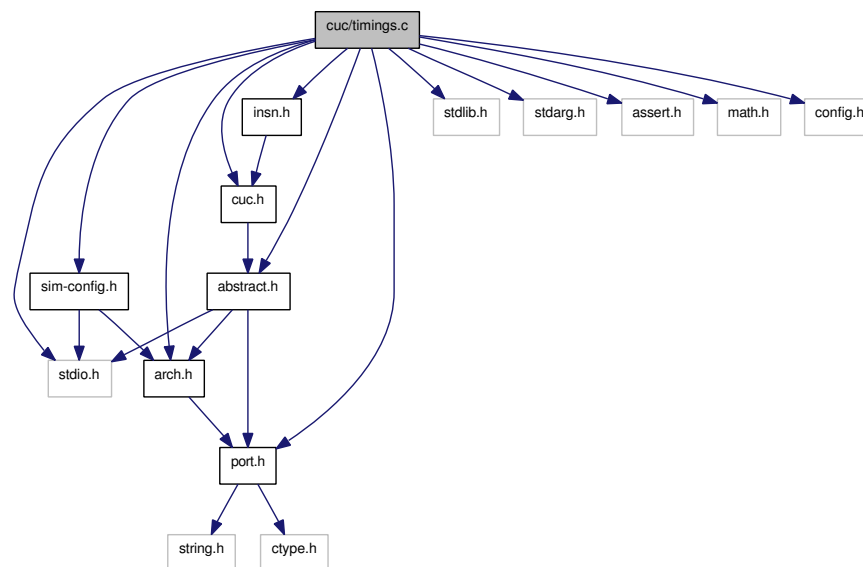 cuc/timings.c
insn.h
stdlib.h
stdarg.h
assert.h
math.h
config.h
cuc.h
sim-config.h
abstract.h
stdio.h
arch.h
port.h
string.h
ctype.h